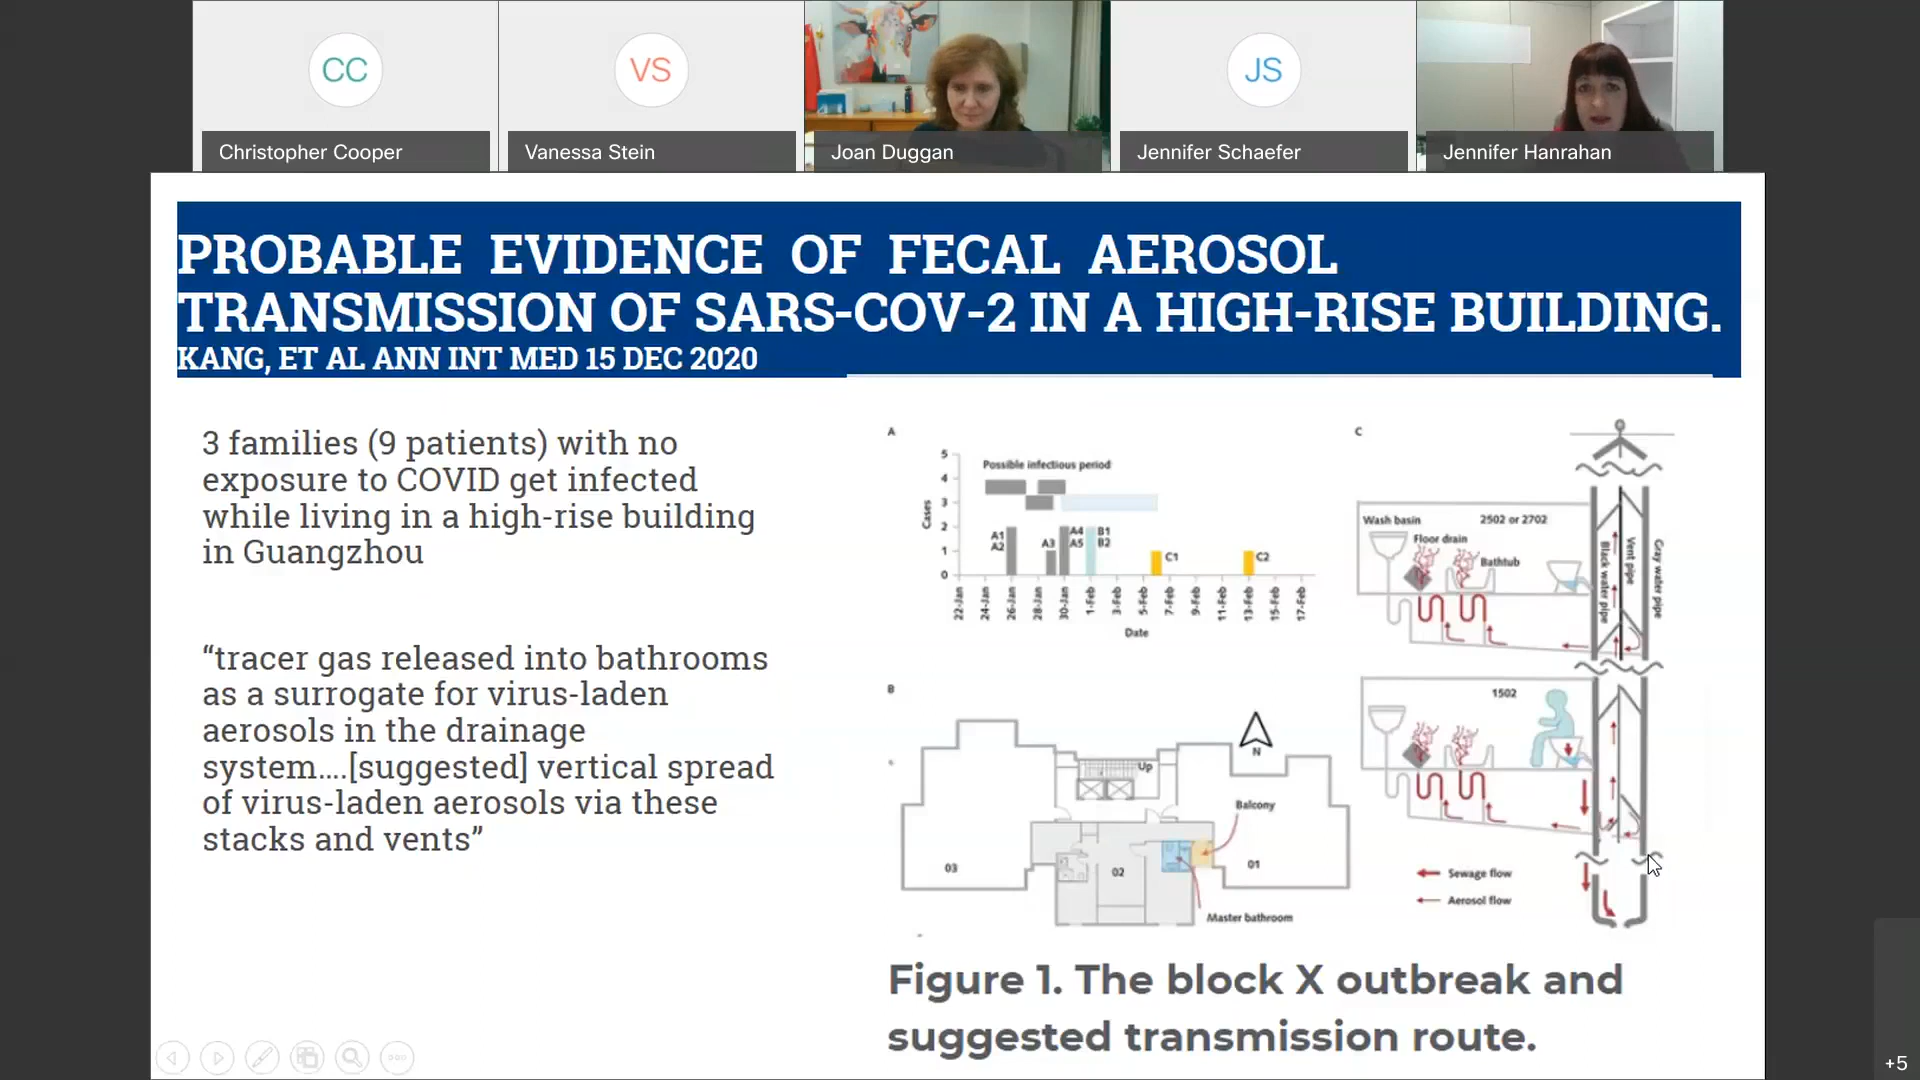 CC
VS
JS
Christopher Cooper
Vanessa Stein
Joan Duggan
Jennifer Schaefer
Jennifer Hanrahan
PROBABLE EVIDENCE OF FECAL AEROSOL
TRANSMISSION OF SARS-COV-2 IN A HIGH-RISE BUILDING.
KANG, ET AL ANN INT MED 15 DEC 2020
3 families (9 patients) with no
exposure to COVID get infected
while living in a high-rise building
in Guangzhou
“tracer gas released into bathrooms
as a surrogate for virus-laden
aerosols in the drainage
system....[suggested] vertical spread
of virus-laden aerosols via these
stacks and vents”
A
5
4
3
2
1
0
Cases
Possible infectious period
A1
A2
A3
A4
A5
B1
B2
C1
C2
22-Jan
24-Jan
26-Jan
28-Jan
30-Jan
1-Feb
3-Feb
5-Feb
7-Feb
9-Feb
11-Feb
13-Feb
15-Feb
17-Feb
Date
B
Up
N
Balcony
03
02
01
Master bathroom
C
Wash basin
2502 or 2702
Floor drain
Bathtub
Black water pipe
Vent pipe
Gray water pipe
1502
Sewage flow
Aerosol flow
Figure 1. The block X outbreak and
suggested transmission route.
+5